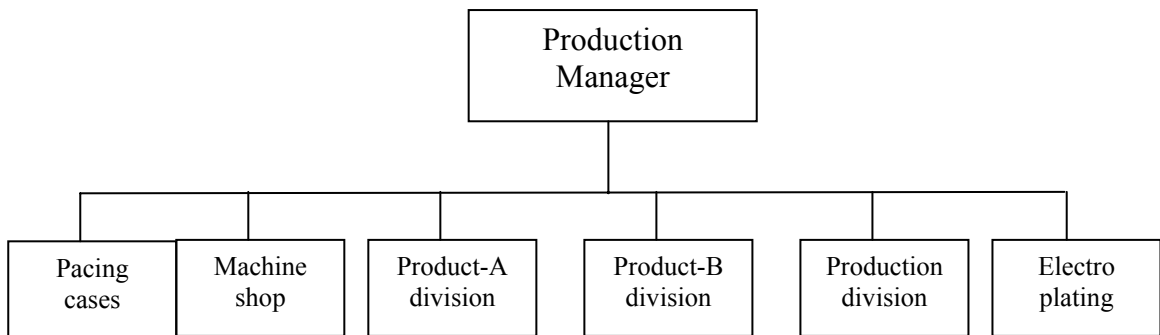 Production
Manager
Pacing
cases
Machine
shop
Product-A
division
Product-B
division
Production
division
Electro
plating